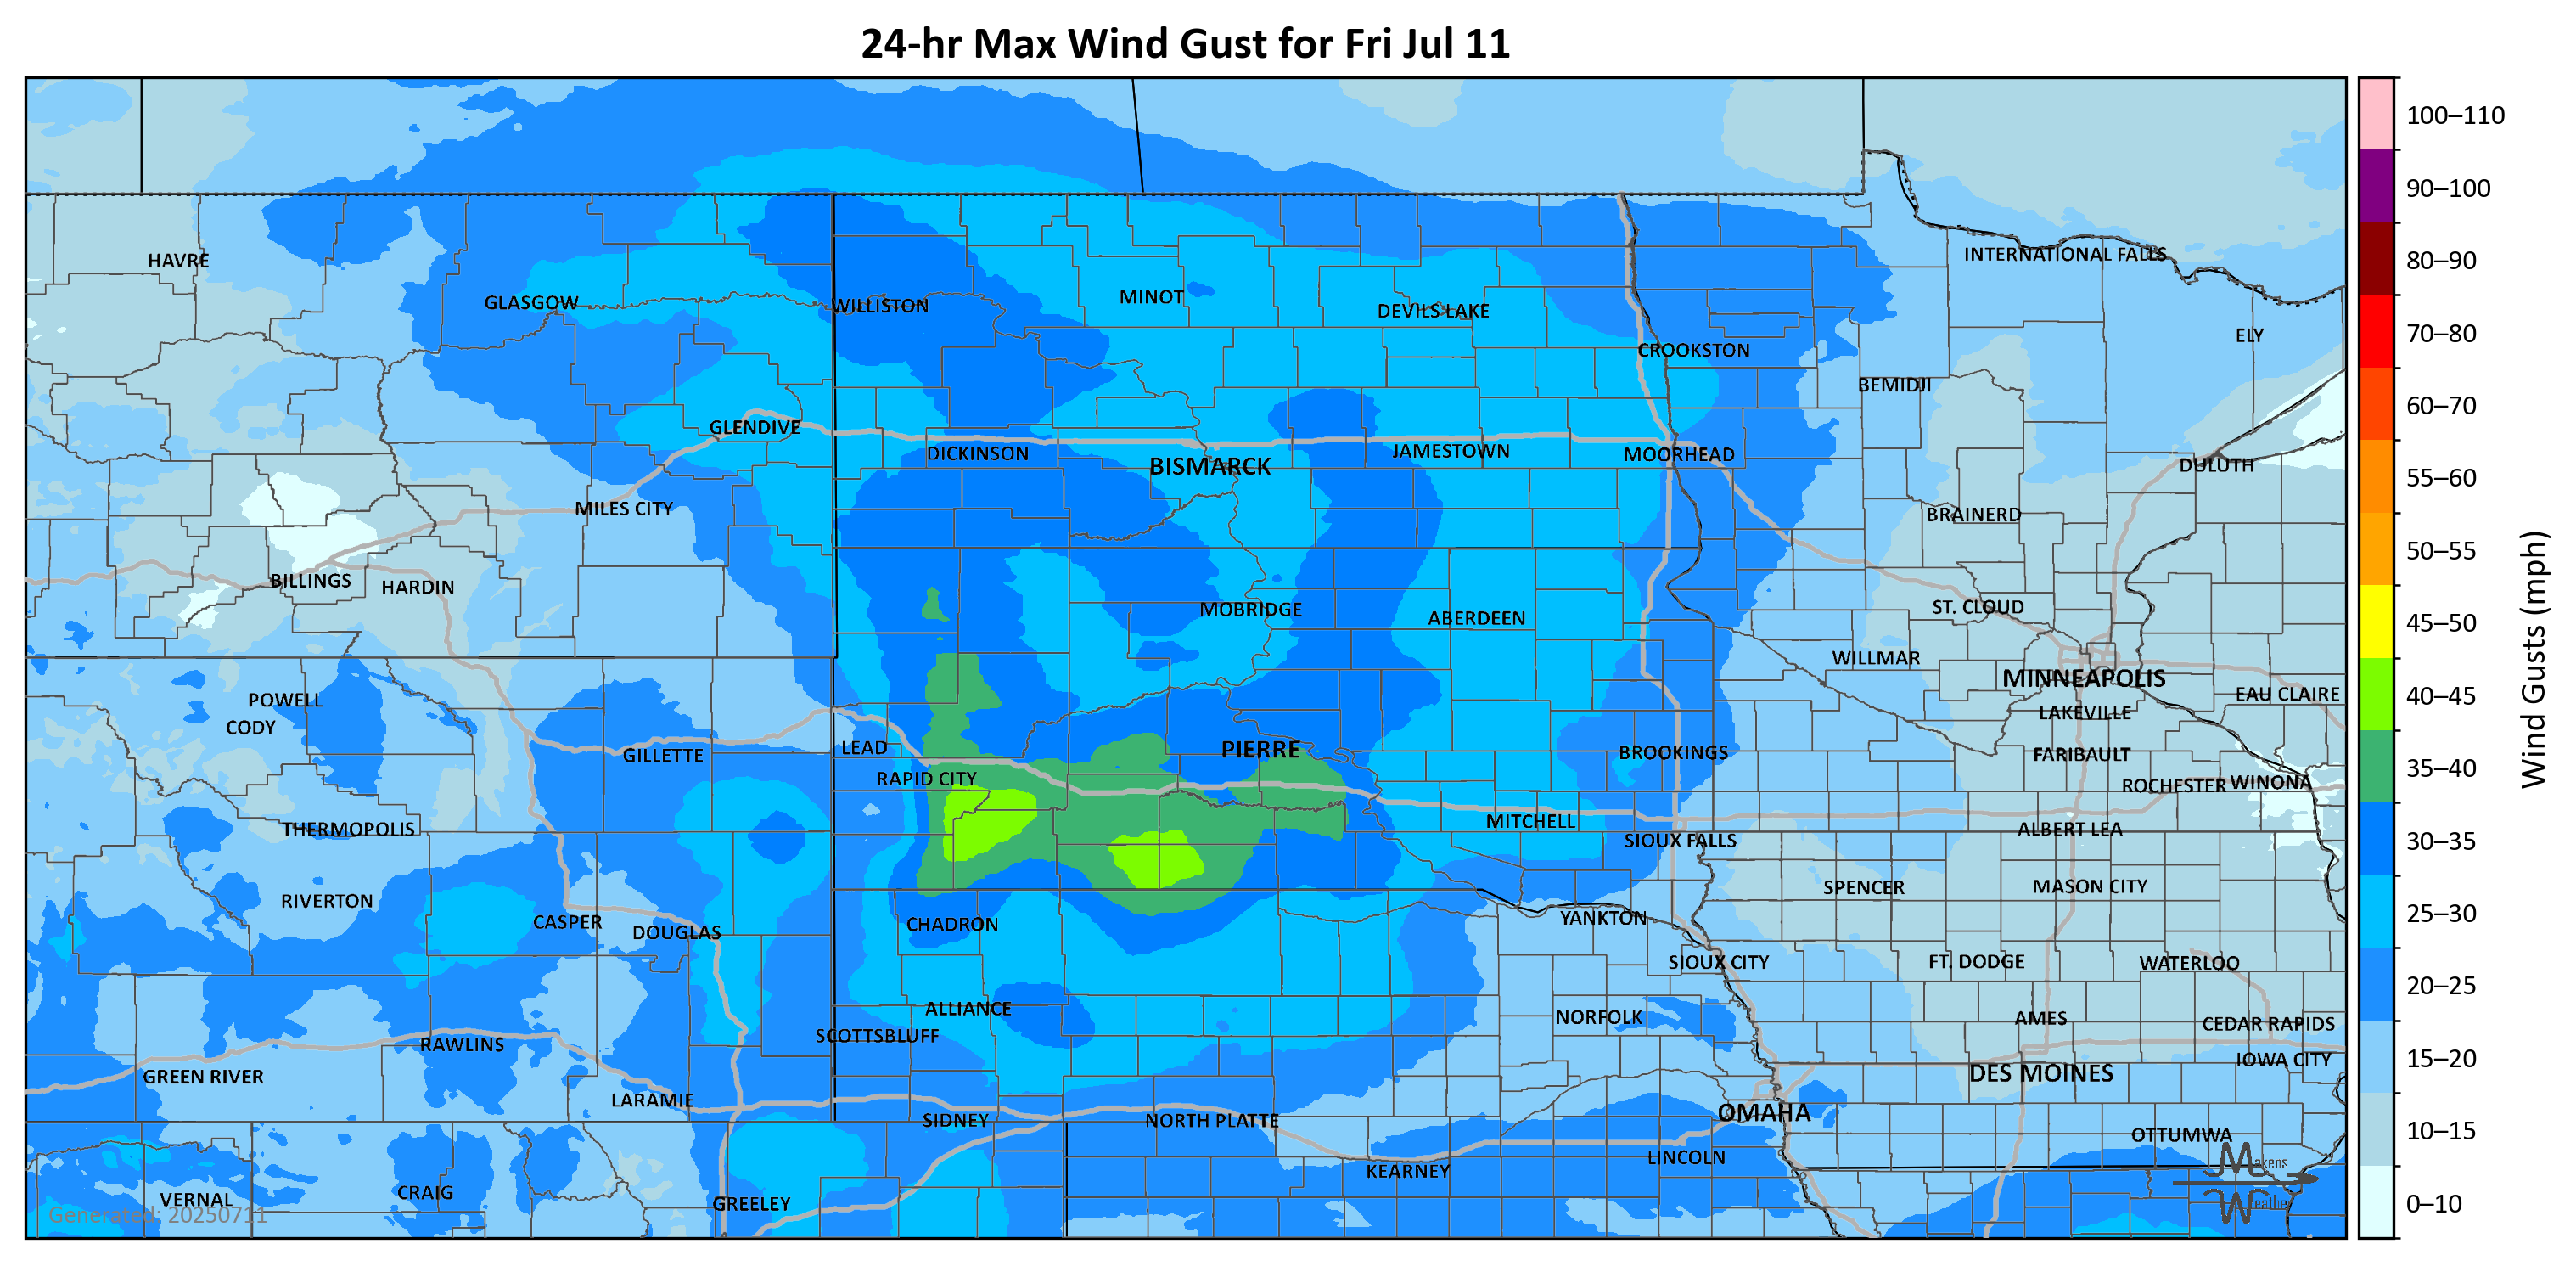 24-hr Max Wind Gust for Fri Jul 11
100–110
90–100
80–90
70–80
60–70
55–60
50–55
45–50
40–45
35–40
30–35
25–30
20–25
15–20
10–15
0–10
Wind Gusts (mph)
HAVRE
INTERNATIONAL FALLS
GLASGOW
WILLISTON
MINOT
DEVILS LAKE
ELY
CROOKSTON
BEMIDJI
GLENDIVE
DICKINSON
BISMARCK
JAMESTOWN
MOORHEAD
DULUTH
MILES CITY
BRAINERD
BILLINGS
HARDIN
MOBRIDGE
ABERDEEN
ST. CLOUD
WILLMAR
MINNEAPOLIS
EAU CLAIRE
POWELL
CODY
LAKEVILLE
GILLETTE
LEAD
PIERRE
BROOKINGS
FARIBAULT
RAPID CITY
ROCHESTER
WINONA
THERMOPOLIS
MITCHELL
SIOUX FALLS
ALBERT LEA
RIVERTON
SPENCER
MASON CITY
CASPER
DOUGLAS
CHADRON
YANKTON
SIOUX CITY
FT. DODGE
WATERLOO
ALLIANCE
SCOTTSBLUFF
NORFOLK
AMES
CEDAR RAPIDS
RAWLINS
IOWA CITY
GREEN RIVER
DES MOINES
LARAMIE
SIDNEY
NORTH PLATTE
OMAHA
OTTUMWA
KEARNEY
LINCOLN
VERNAL
CRAIG
GREELEY
Generated: 20250711
Makens
Weather